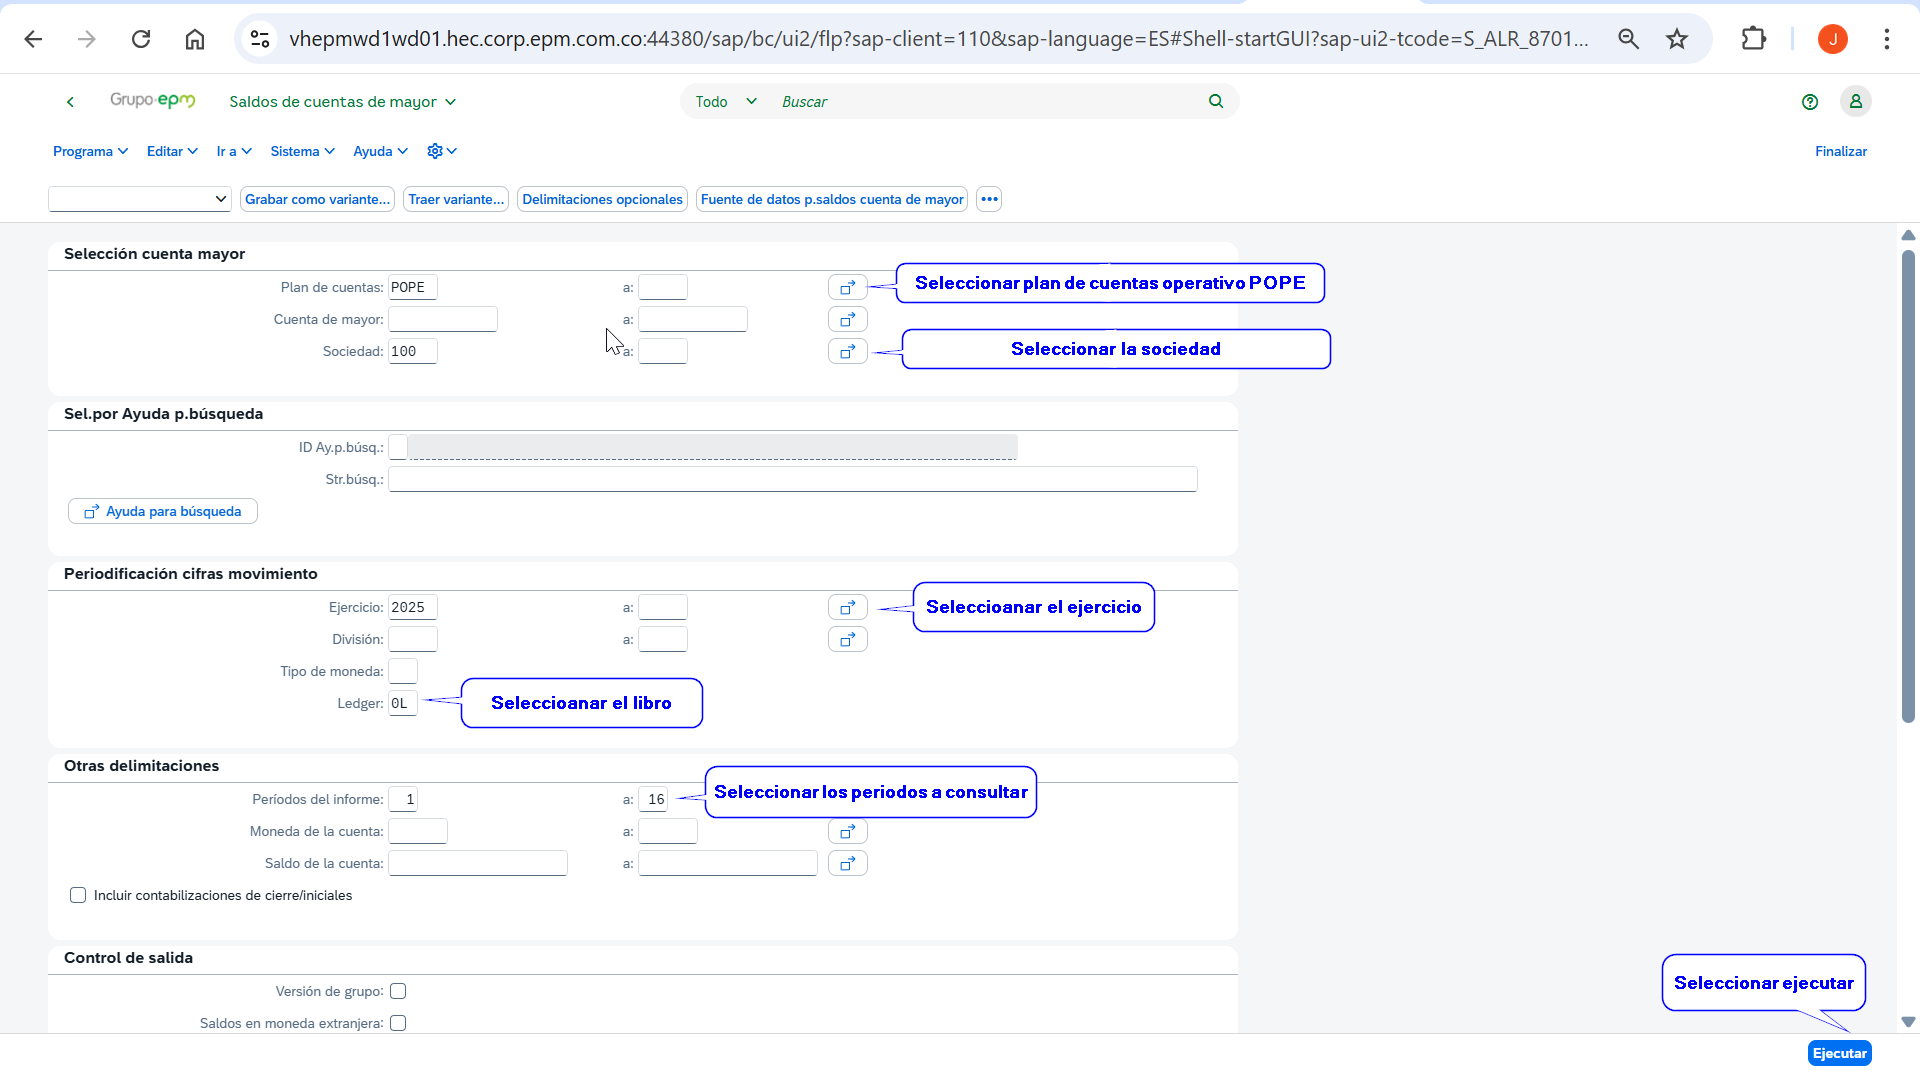 vhepmwd1wd01.hec.corp.epm.com.co:44380/sap/bc/ui2/flp?sap-client=110&sap-language=ES#Shell-startGUI?sap-ui2-tcode=S_ALR_8701...
J
Grupo·epm
Saldos de cuentas de mayor
Todo
Buscar
Programa
Editar
Ir a
Sistema
Ayuda
Finalizar
Grabar como variante...
Traer variante...
Delimitaciones opcionales
Fuente de datos p.saldos cuenta de mayor
Selección cuenta mayor
Plan de cuentas: POPE a:
Seleccionar plan de cuentas operativo POPE
Cuenta de mayor: a:
Sociedad: 100 a:
Seleccionar la sociedad
Sel.por Ayuda p.búsqueda
ID Ay.p.búsq.:
Str.búsq.:
Ayuda para búsqueda
Periodificación cifras movimiento
Ejercicio: 2025 a:
Seleccioanar el ejercicio
División: a:
Tipo de moneda:
Ledger: 0L
Seleccioanar el libro
Otras delimitaciones
Períodos del informe: 1 a: 16
Seleccionar los periodos a consultar
Moneda de la cuenta: a:
Saldo de la cuenta: a:
Incluir contabilizaciones de cierre/iniciales
Control de salida
Versión de grupo:
Saldos en moneda extranjera:
Seleccionar ejecutar
Ejecutar